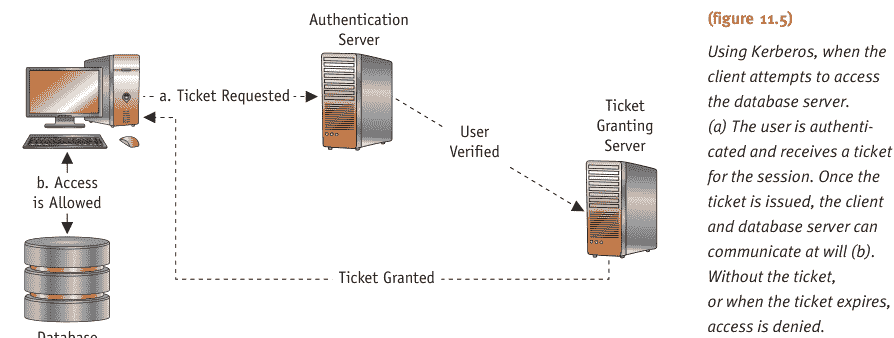 Authentication
Server
a. Ticket Requested
Ticket
Granting
Server
User
Verified
b. Access
is Allowed
Ticket Granted
Database
(figure 11.5)
Using Kerberos, when the
client attempts to access
the database server.
(a) The user is authenti-
cated and receives a ticket
for the session. Once the
ticket is issued, the client
and database server can
communicate at will (b).
Without the ticket,
or when the ticket expires,
access is denied.